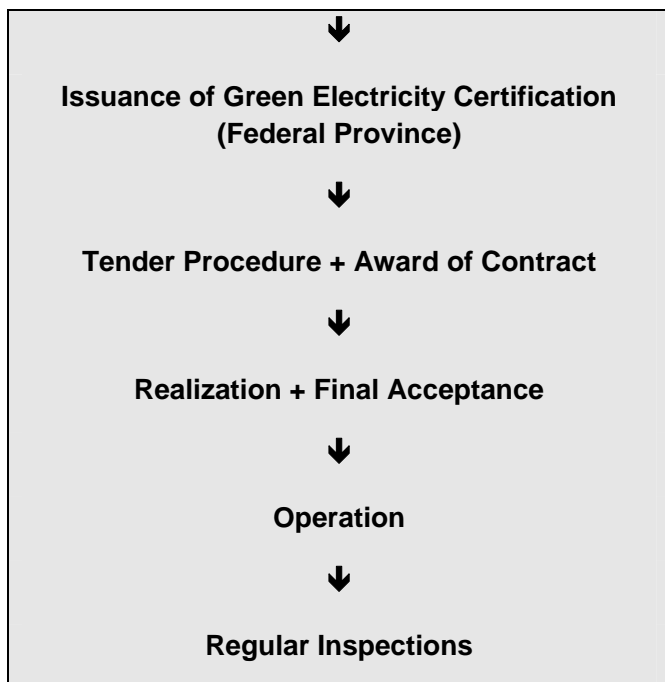 Issuance of Green Electricity Certification
(Federal Province)
Tender Procedure + Award of Contract
Realization + Final Acceptance
Operation
Regular Inspections